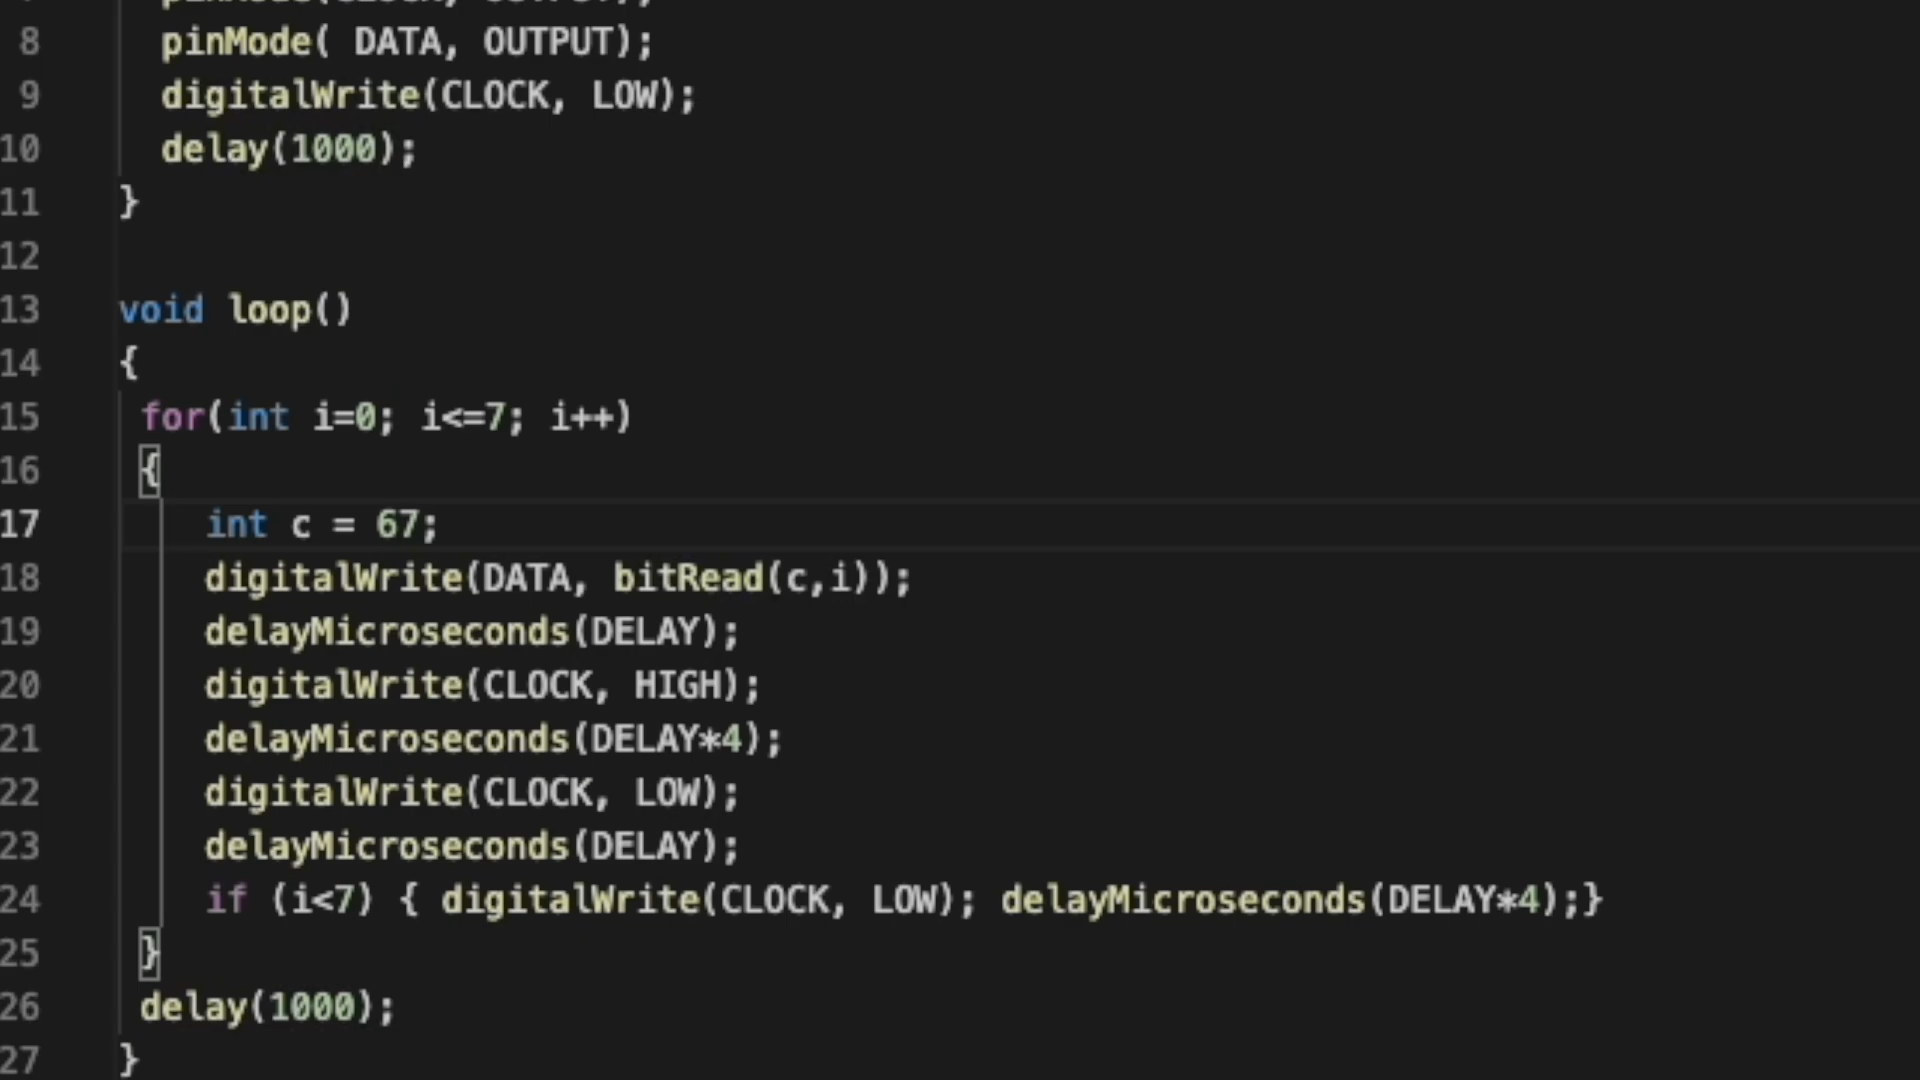 8 pinMode( DATA, OUTPUT);
9 digitalWrite(CLOCK, LOW);
10 delay(1000);
11 }
12
13 void loop()
14 {
15 for(int i=0; i<=7; i++)
16 {
17 int c = 67;
18 digitalWrite(DATA, bitRead(c,i));
19 delayMicroseconds(DELAY);
20 digitalWrite(CLOCK, HIGH);
21 delayMicroseconds(DELAY*4);
22 digitalWrite(CLOCK, LOW);
23 delayMicroseconds(DELAY);
24 if (i<7) { digitalWrite(CLOCK, LOW); delayMicroseconds(DELAY*4);}
25 }
26 delay(1000);
27 }